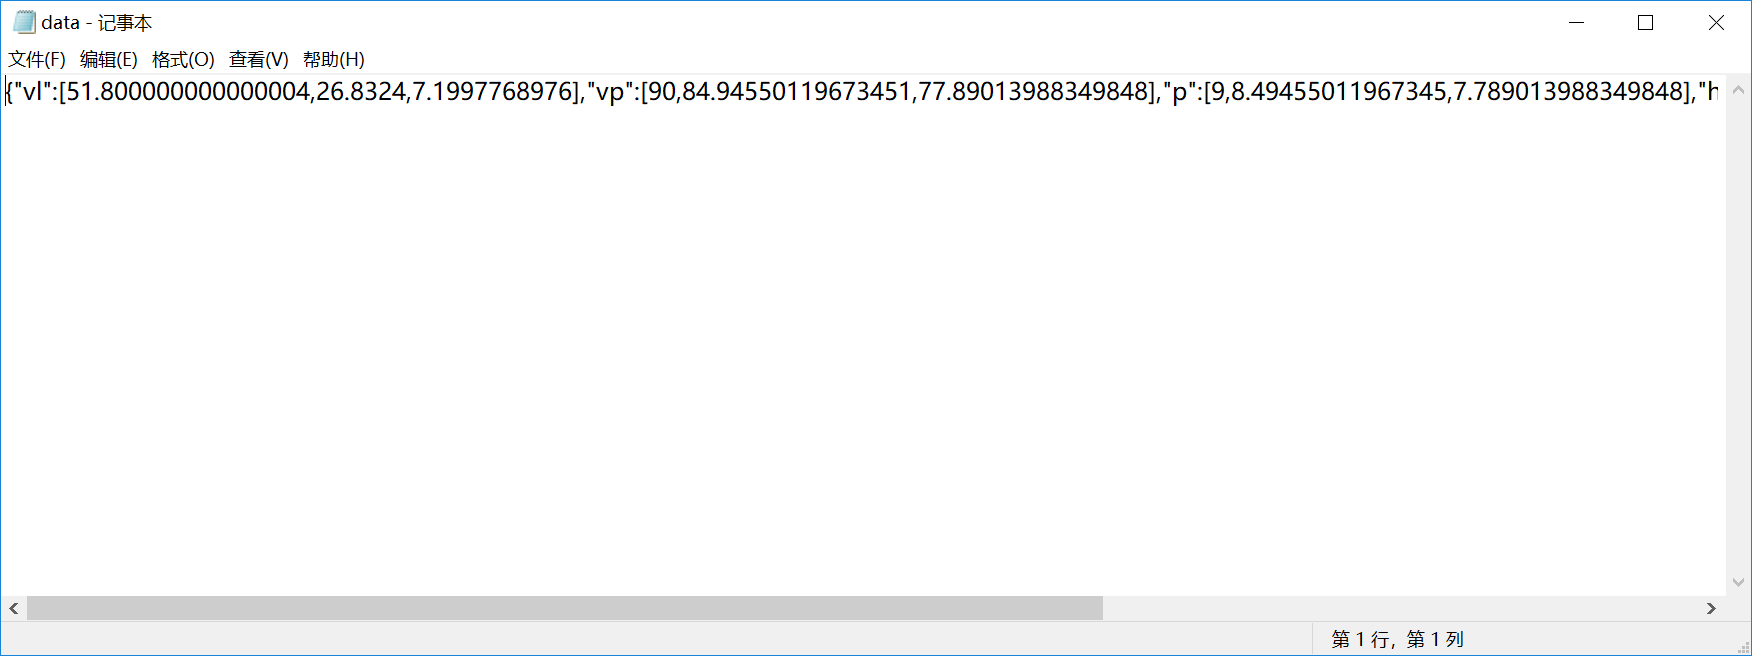 data - 记事本
文件(F) 编辑(E) 格式(O) 查看(V) 帮助(H)
{"vl":[51.800000000000004,26.8324,7.1997768976],"vp":[90,84.94550119673451,77.89013988349848],"p":[9,8.49455011967345,7.789013988349848],"h
第 1 行，第 1 列